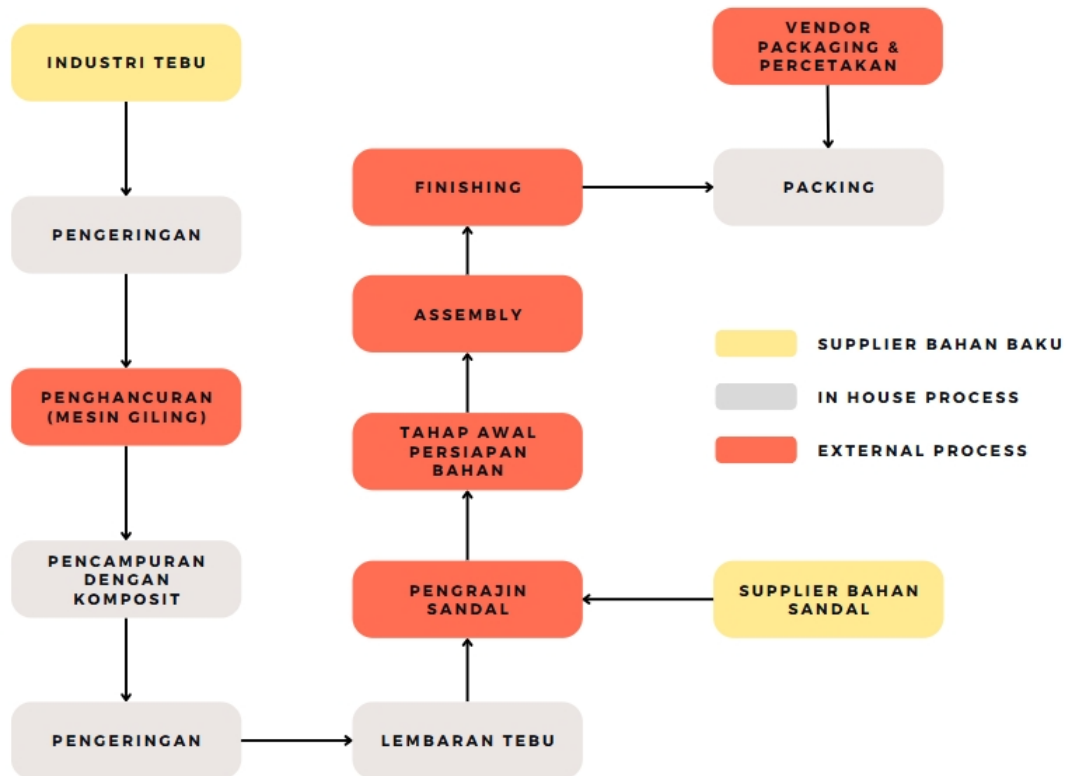 INDUSTRI TEBU
PENGERINGAN
PENGHANCURAN
(MESIN GILING)
PENCAMPURAN
DENGAN
KOMPOSIT
PENGERINGAN
LEMBARAN TEBU
PENGRAJIN
SANDAL
SUPPLIER BAHAN
SANDAL
TAHAP AWAL
PERSIAPAN
BAHAN
ASSEMBLY
FINISHING
PACKING
VENDOR
PACKAGING &
PERCETAKAN
SUPPLIER BAHAN BAKU
IN HOUSE PROCESS
EXTERNAL PROCESS